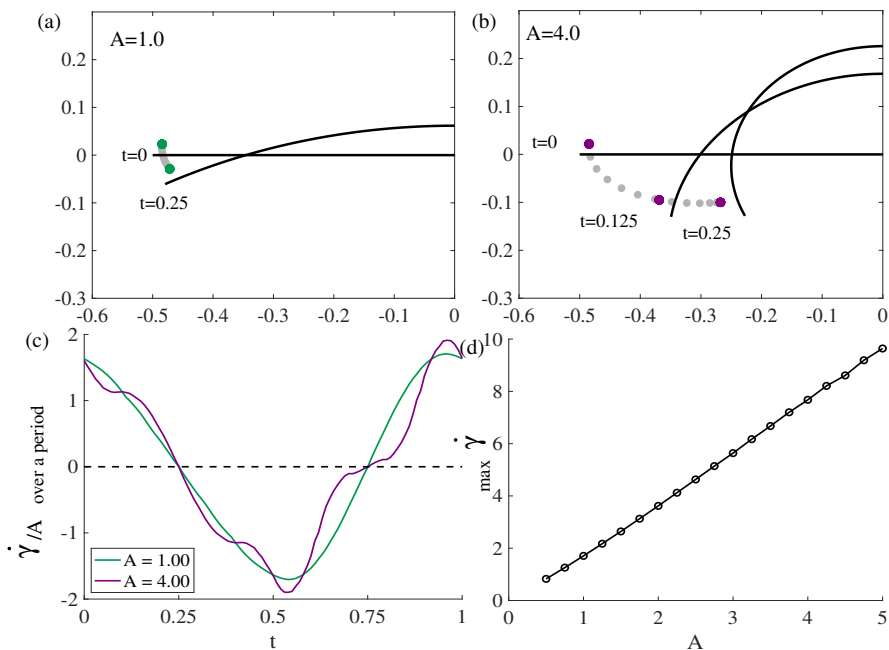 (a)
A=1.0
0.2
0.1
0
-0.1
-0.2
-0.3
t=0
t=0.25
-0.6 -0.5 -0.4 -0.3 -0.2 -0.1 0
(b)
A=4.0
0.2
0.1
0
-0.1
-0.2
-0.3
t=0
t=0.125
t=0.25
-0.6 -0.5 -0.4 -0.3 -0.2 -0.1 0
(c)
2
1
0
-1
-2
γ̇/A over a period
A = 1.00
A = 4.00
0 0.25 0.5 0.75 1
t
(d)
10
8
6
4
2
0
max γ̇
0 1 2 3 4 5
A